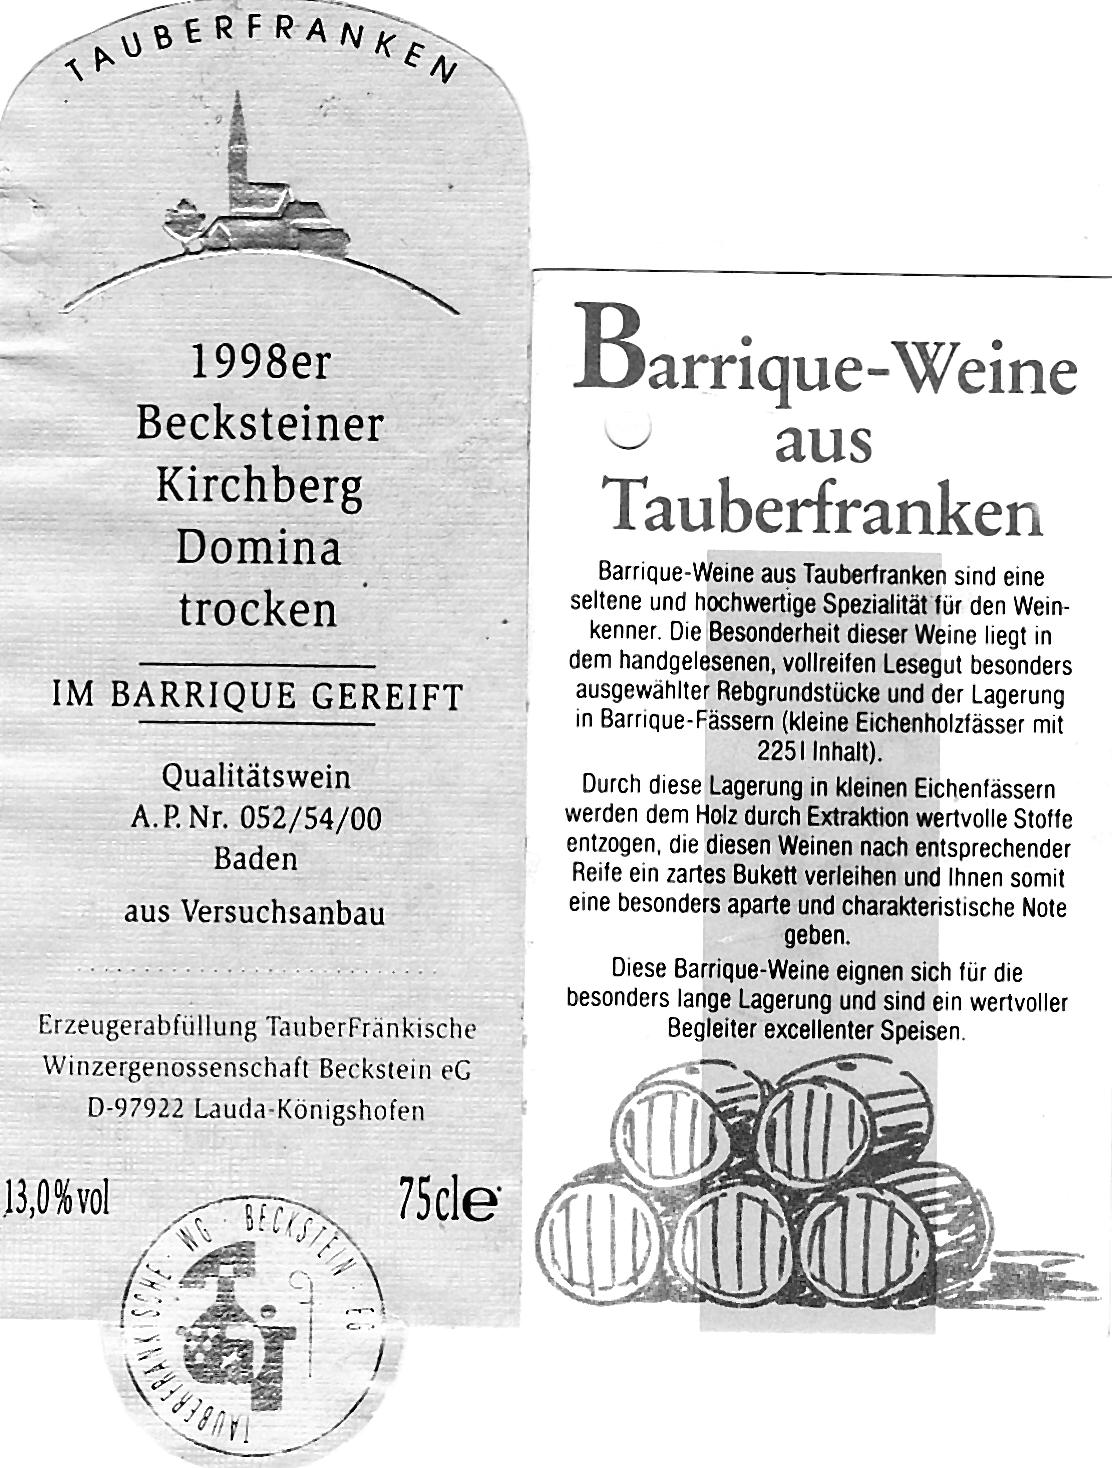 TAUBERFRANKEN
1998er
Becksteiner
Kirchberg
Domina
trocken
IM BARRIQUE GEREIFT
Qualitätswein
A.P. Nr. 052/54/00
Baden
aus Versuchsanbau
Erzeugerabfüllung TauberFränkische
Winzergenossenschaft Beckstein eG
D-97922 Lauda-Königshofen
13,0% vol
75cl e
TAUBERFRÄNKISCHE · WG · BECKSTEIN · EG
Barrique-Weine
aus
Tauberfranken
Barrique-Weine aus Tauberfranken sind eine
seltene und hochwertige Spezialität für den Wein-
kenner. Die Besonderheit dieser Weine liegt in
dem handgelesenen, vollreifen Lesegut besonders
ausgewählter Rebgrundstücke und der Lagerung
in Barrique-Fässern (kleine Eichenholzfässer mit
225 l Inhalt).
Durch diese Lagerung in kleinen Eichenfässern
werden dem Holz durch Extraktion wertvolle Stoffe
entzogen, die diesen Weinen nach entsprechender
Reife ein zartes Bukett verleihen und Ihnen somit
eine besonders aparte und charakteristische Note
geben.
Diese Barrique-Weine eignen sich für die
besonders lange Lagerung und sind ein wertvoller
Begleiter excellenter Speisen.